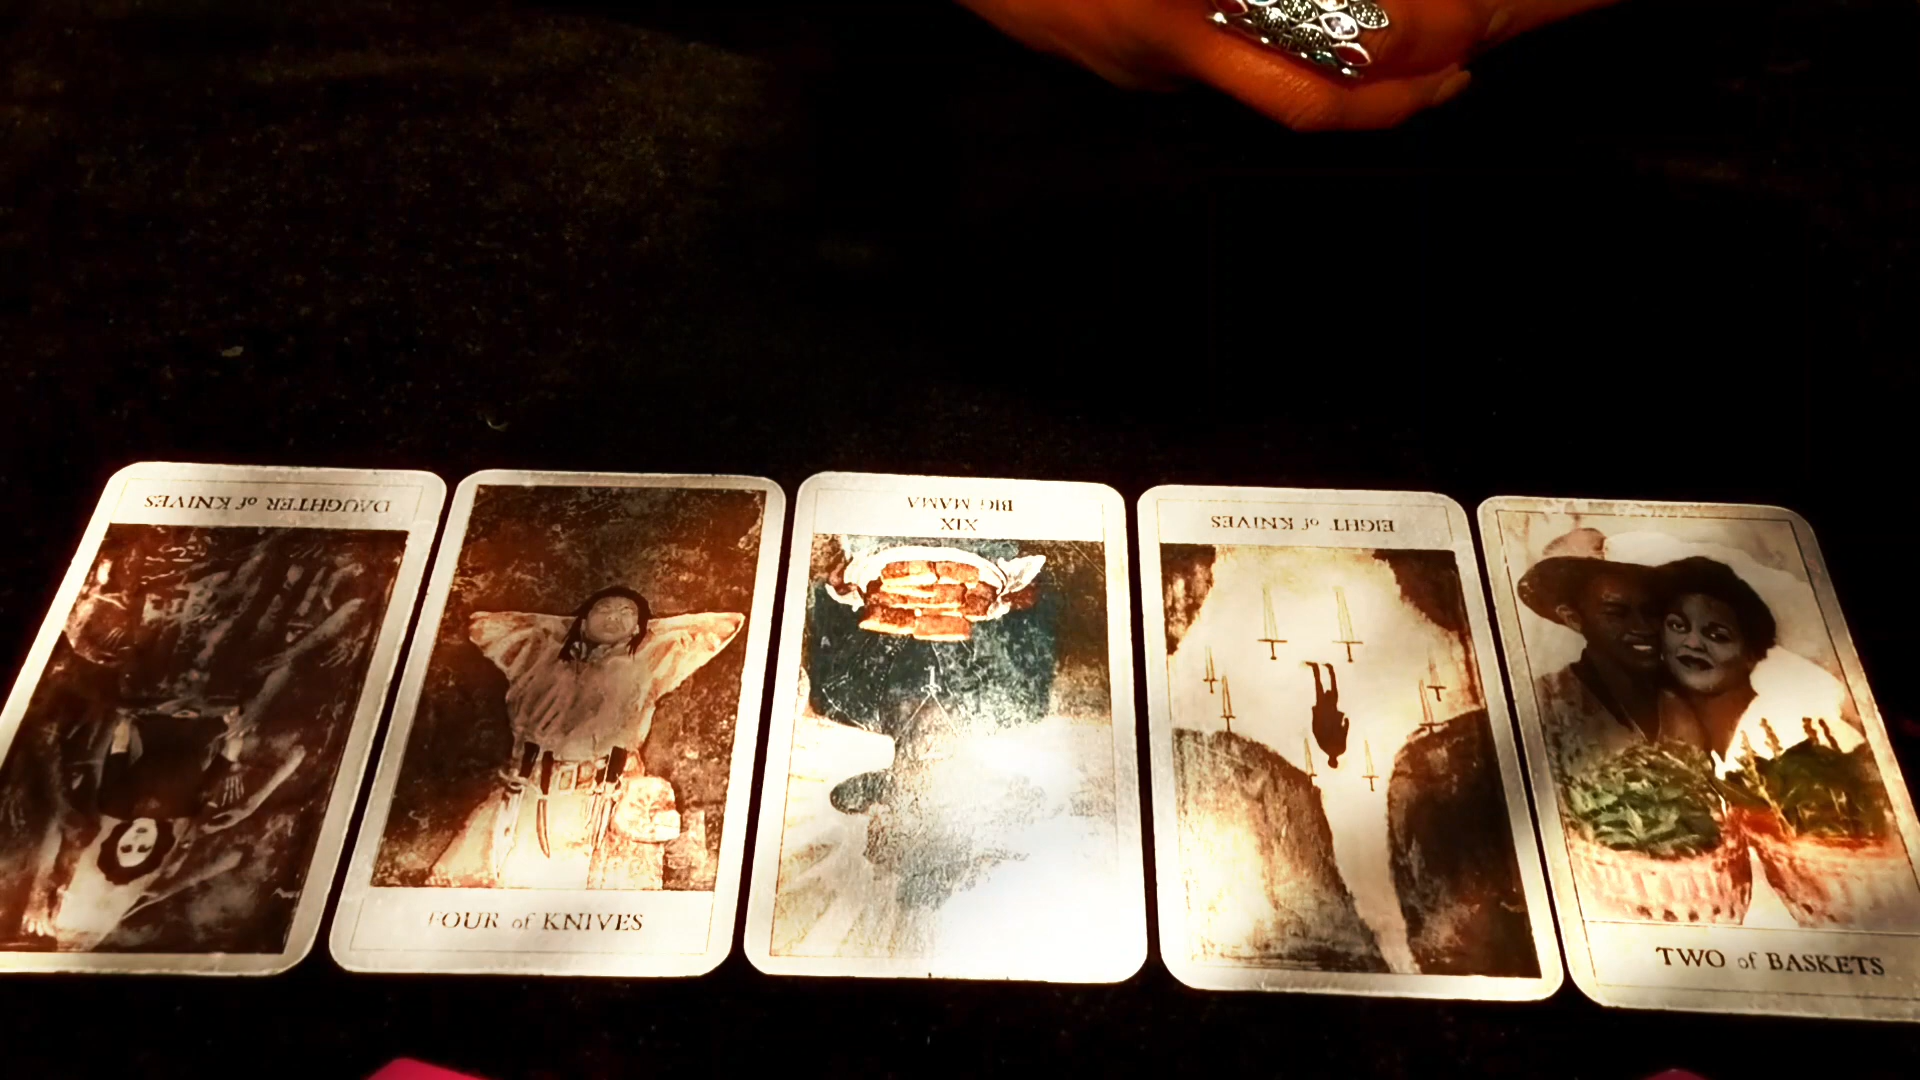 DAUGHTER of KNIVES
FOUR of KNIVES
XIX
BIG MAMA
EIGHT of KNIVES
TWO of BASKETS